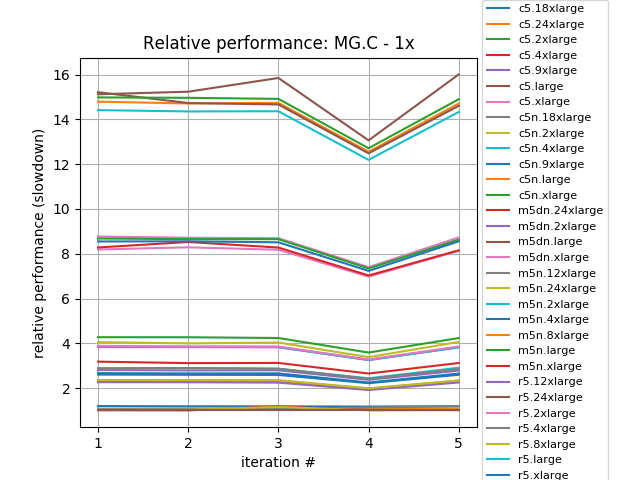 Relative performance: MG.C - 1x
relative performance (slowdown)
16
14
12
10
8
6
4
2
1
2
3
4
5
iteration #
c5.18xlarge
c5.24xlarge
c5.2xlarge
c5.4xlarge
c5.9xlarge
c5.large
c5.xlarge
c5n.18xlarge
c5n.2xlarge
c5n.4xlarge
c5n.9xlarge
c5n.large
c5n.xlarge
m5dn.24xlarge
m5dn.2xlarge
m5dn.large
m5dn.xlarge
m5n.12xlarge
m5n.24xlarge
m5n.2xlarge
m5n.4xlarge
m5n.8xlarge
m5n.large
m5n.xlarge
r5.12xlarge
r5.24xlarge
r5.2xlarge
r5.4xlarge
r5.8xlarge
r5.large
r5.xlarge